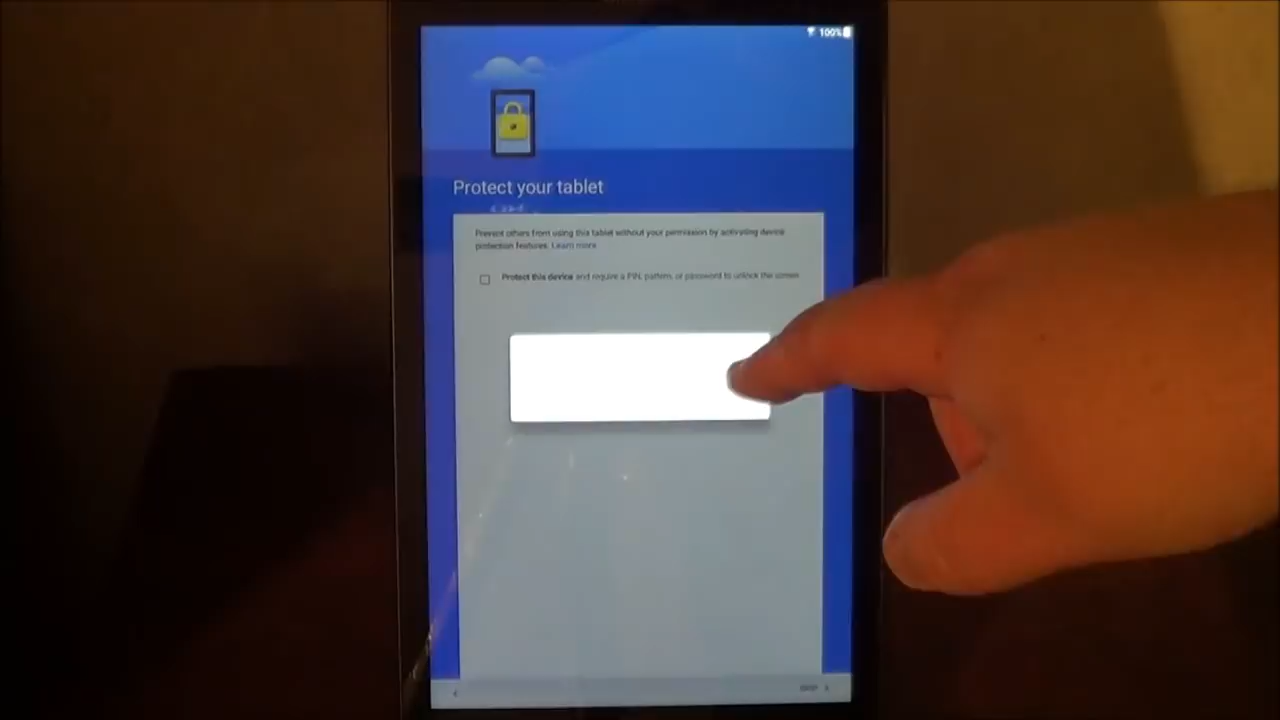 100%
Protect your tablet
Prevent others from using this tablet without your permission by activating device
protection features. Learn more
Protect this device and require a PIN, pattern, or password to unlock the screen
SKIP